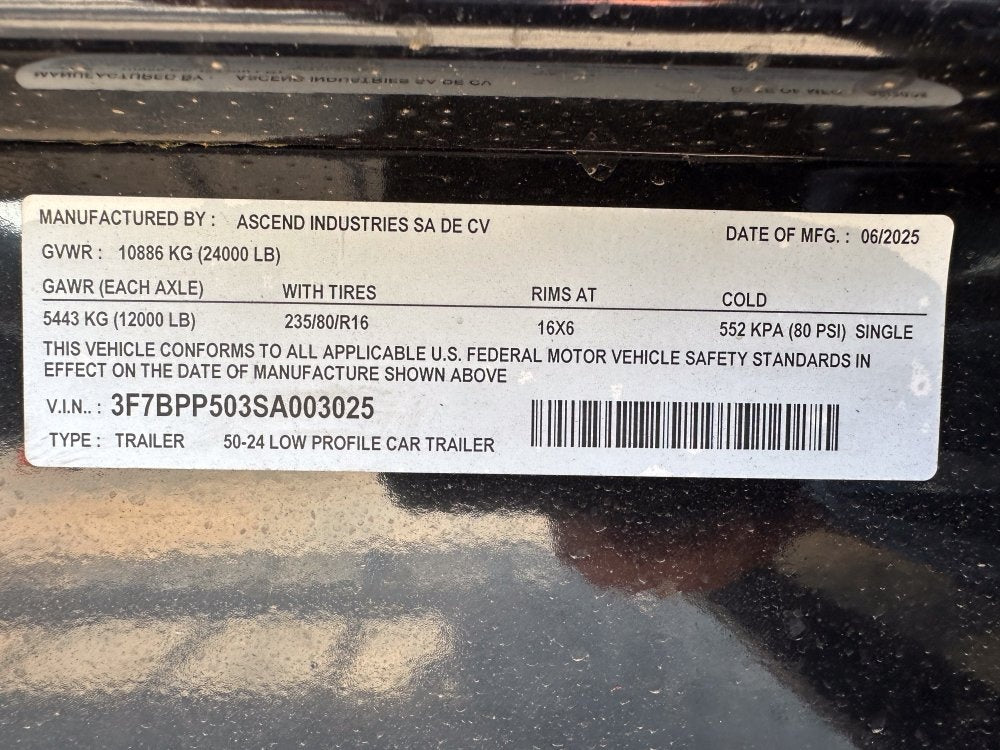 MANUFACTURED BY : ASCEND INDUSTRIES SA DE CV DATE OF MFG. : 06/2025
GVWR : 10886 KG (24000 LB)
GAWR (EACH AXLE) WITH TIRES RIMS AT COLD
5443 KG (12000 LB) 235/80/R16 16X6 552 KPA (80 PSI) SINGLE
THIS VEHICLE CONFORMS TO ALL APPLICABLE U.S. FEDERAL MOTOR VEHICLE SAFETY STANDARDS IN
EFFECT ON THE DATE OF MANUFACTURE SHOWN ABOVE
V.I.N.. : 3F7BPP503SA003025
TYPE : TRAILER 50-24 LOW PROFILE CAR TRAILER